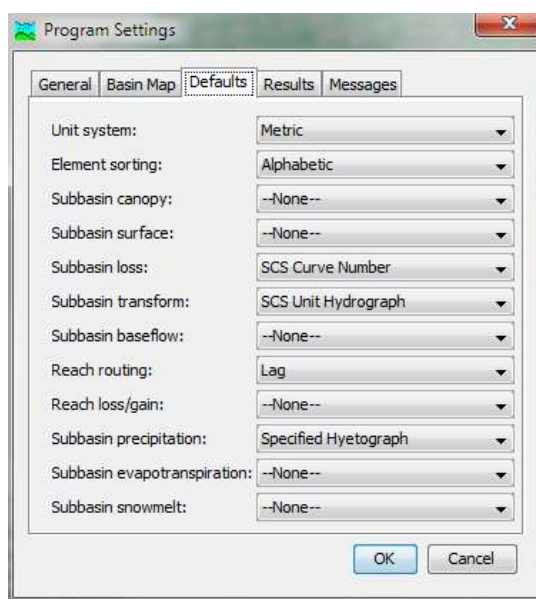 Program Settings
General Basin Map Defaults Results Messages
Unit system: Metric
Element sorting: Alphabetic
Subbasin canopy: --None--
Subbasin surface: --None--
Subbasin loss: SCS Curve Number
Subbasin transform: SCS Unit Hydrograph
Subbasin baseflow: --None--
Reach routing: Lag
Reach loss/gain: --None--
Subbasin precipitation: Specified Hyetograph
Subbasin evapotranspiration: --None--
Subbasin snowmelt: --None--
OK Cancel